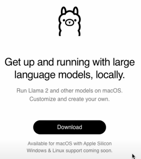 Get up and running with large
language models, locally.
Run Llama 2 and other models on macOS.
Customize and create your own.
Download
Available for macOS with Apple Silicon
Windows & Linux support coming soon.